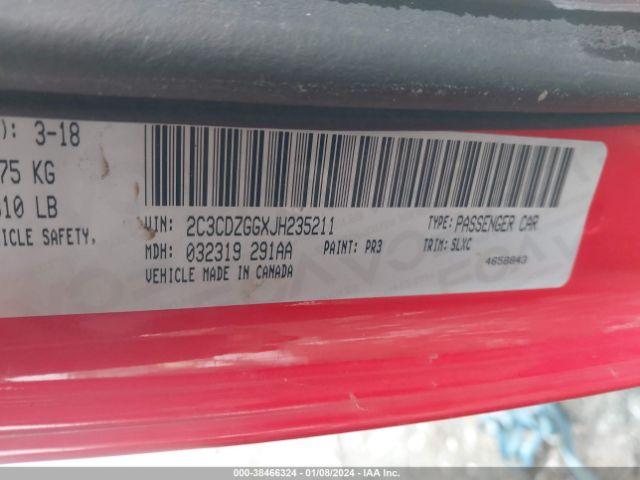 ): 3-18
75 KG
610 LB
HICLE SAFETY,
VIN: 2C3CDZGGXJH235211 TYPE: PASSENGER CAR
MDH: 032319 291AA PAINT: PR3 TRIM: SLXC
VEHICLE MADE IN CANADA 4658843
000-38466324 | 01/08/2024 | IAA Inc.